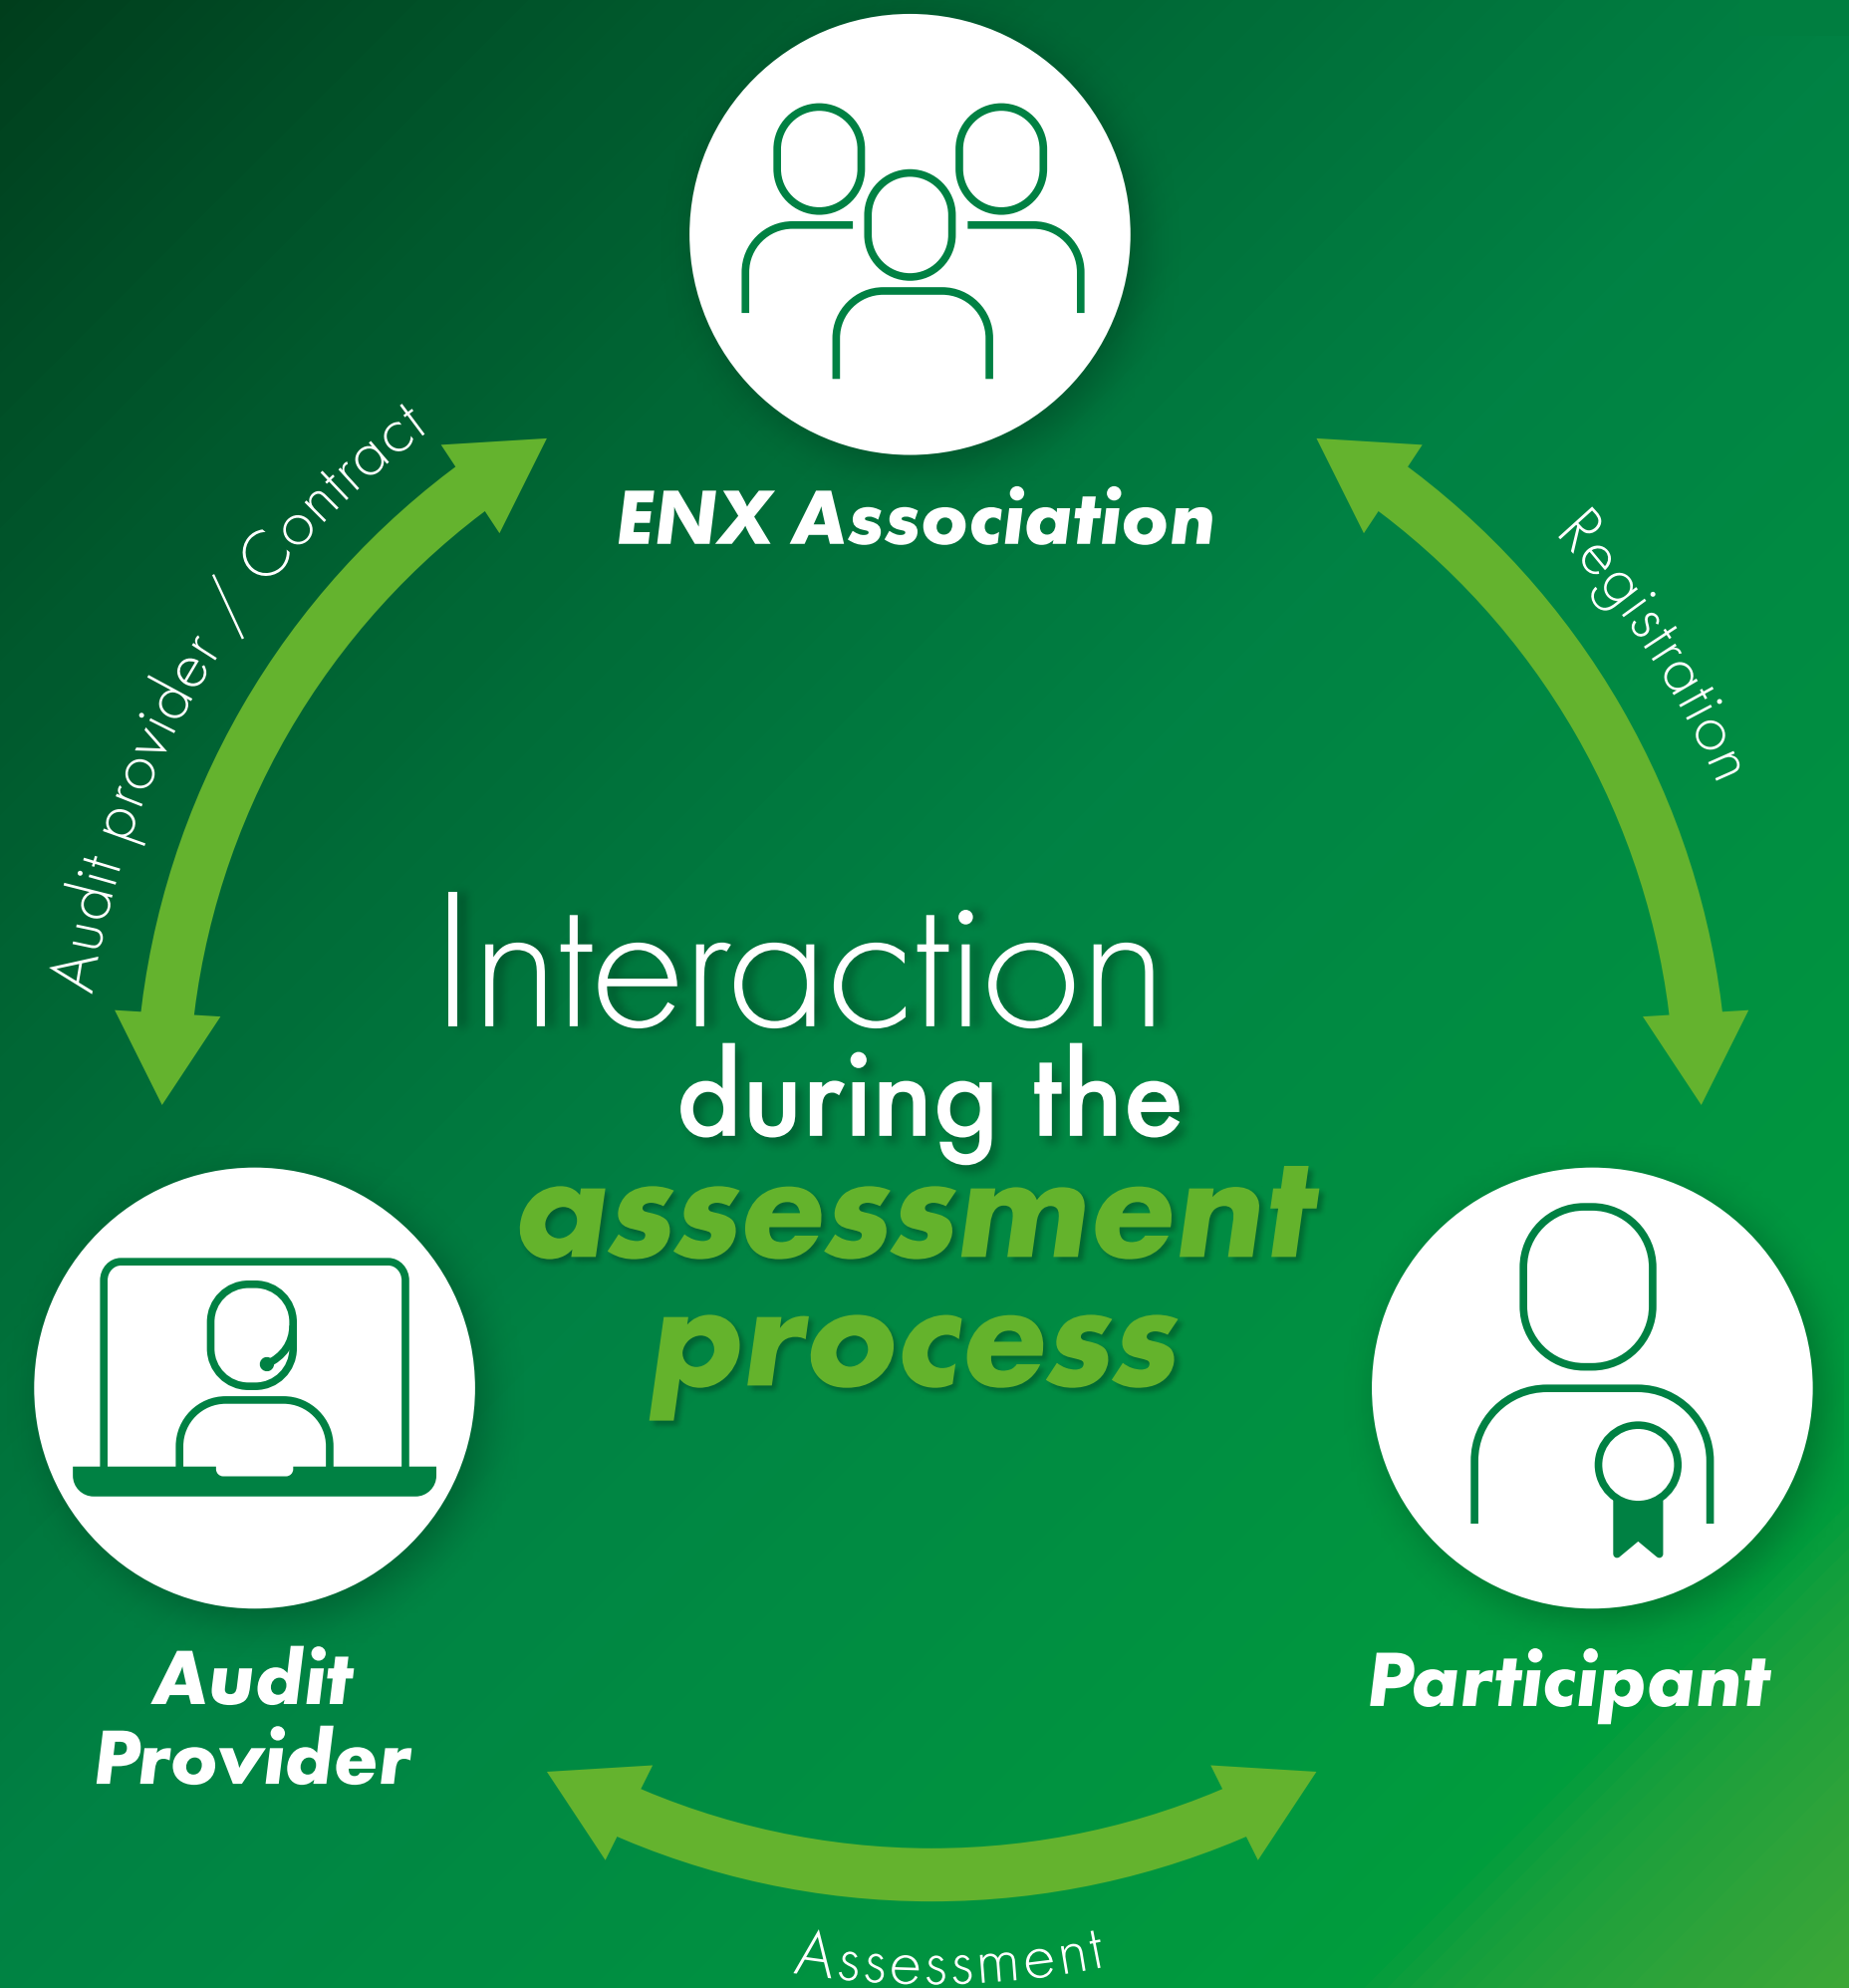 ENX Association
Audit provider / Contract
Registration
Interaction
during the
assessment
process
Audit
Provider
Participant
Assessment